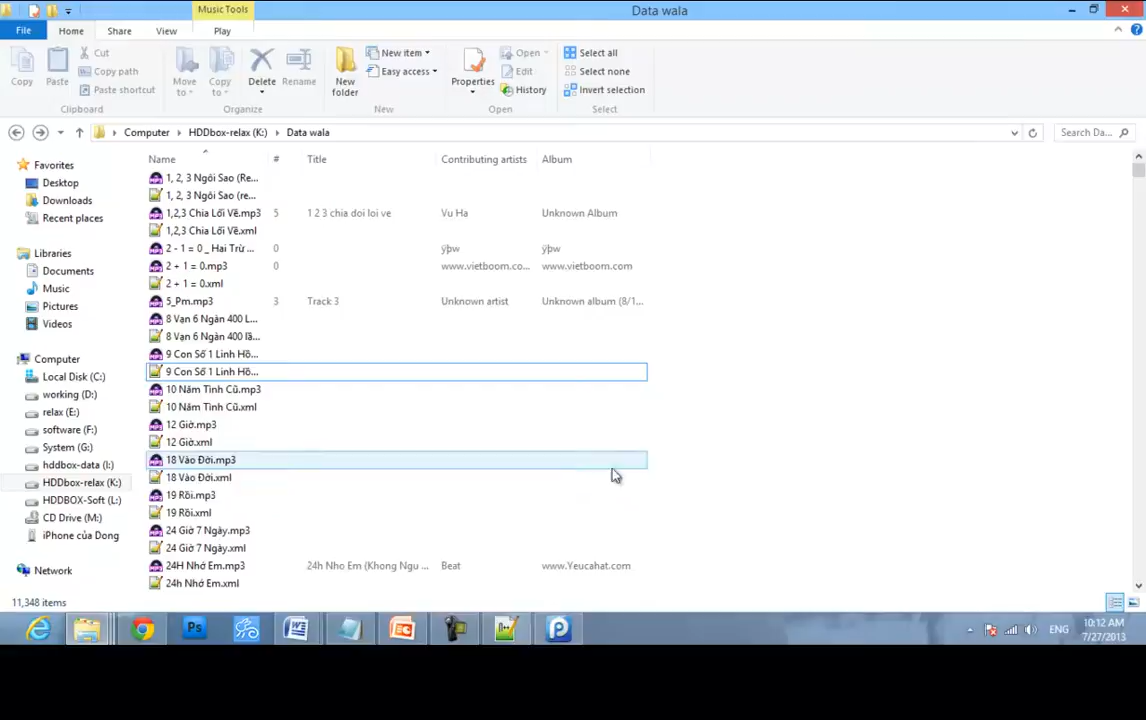 Music Tools
Data wala
File Home Share View Play
Copy
Paste
Cut
Copy path
Paste shortcut
Clipboard
Move to
Copy to
Delete
Rename
Organize
New folder
New item
Easy access
New
Properties
Open
Edit
History
Open
Select all
Select none
Invert selection
Select
Computer HDDbox-relax (K:) Data wala
Search Da...
Favorites
Desktop
Downloads
Recent places
Libraries
Documents
Music
Pictures
Videos
Computer
Local Disk (C:)
working (D:)
relax (E:)
software (F:)
System (G:)
hddbox-data (I:)
HDDbox-relax (K:)
HDDBOX-Soft (L:)
CD Drive (M:)
iPhone của Dong
Network
Name # Title Contributing artists Album
1, 2, 3 Ngôi Sao (Re...
1, 2, 3 Ngôi Sao (re...
1,2,3 Chia Lối Về.mp3 5 1 2 3 chia doi loi ve Vu Ha Unknown Album
1,2,3 Chia Lối Về.xml
2 - 1 = 0 _ Hai Trừ ... 0 ÿþw ÿþw
2 + 1 = 0.mp3 0 www.vietboom.co... www.vietboom.com
2 + 1 = 0.xml
5_Pm.mp3 3 Track 3 Unknown artist Unknown album (8/1...
8 Vạn 6 Ngàn 400 L...
8 Vạn 6 Ngàn 400 lầ...
9 Con Số 1 Linh Hồ...
9 Con Số 1 Linh Hồ...
10 Năm Tình Cũ.mp3
10 Năm Tình Cũ.xml
12 Giờ.mp3
12 Giờ.xml
18 Vào Đời.mp3
18 Vào Đời.xml
19 Rồi.mp3
19 Rồi.xml
24 Giờ 7 Ngày.mp3
24 Giờ 7 Ngày.xml
24H Nhớ Em.mp3 24h Nho Em (Khong Ngu ... Beat www.Yeucahat.com
24h Nhớ Em.xml
11,348 items
ENG
10:12 AM
7/27/2013